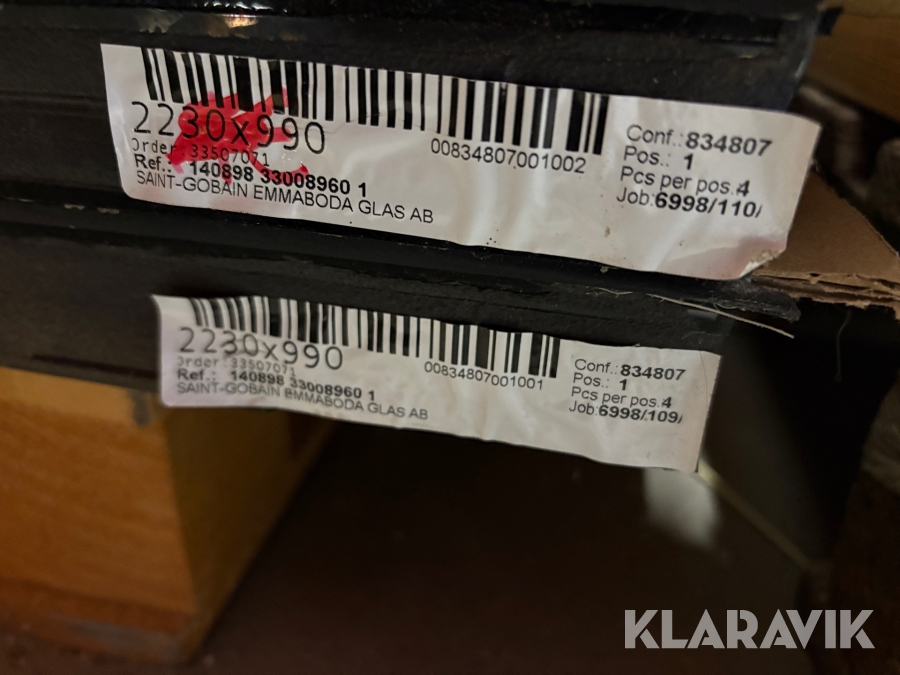 2230x990
Order: 33507071
Ref.: 140898 33008960 1
SAINT-GOBAIN EMMABODA GLAS AB
00834807001002
Conf.:834807
Pos.: 1
Pcs per pos.4
Job:6998/110/
2230x990
Order: 33507071
Ref.: 140898 33008960 1
SAINT-GOBAIN EMMABODA GLAS AB
00834807001001
Conf.:834807
Pos.: 1
Pcs per pos.4
Job:6998/109/
KLARAVIK